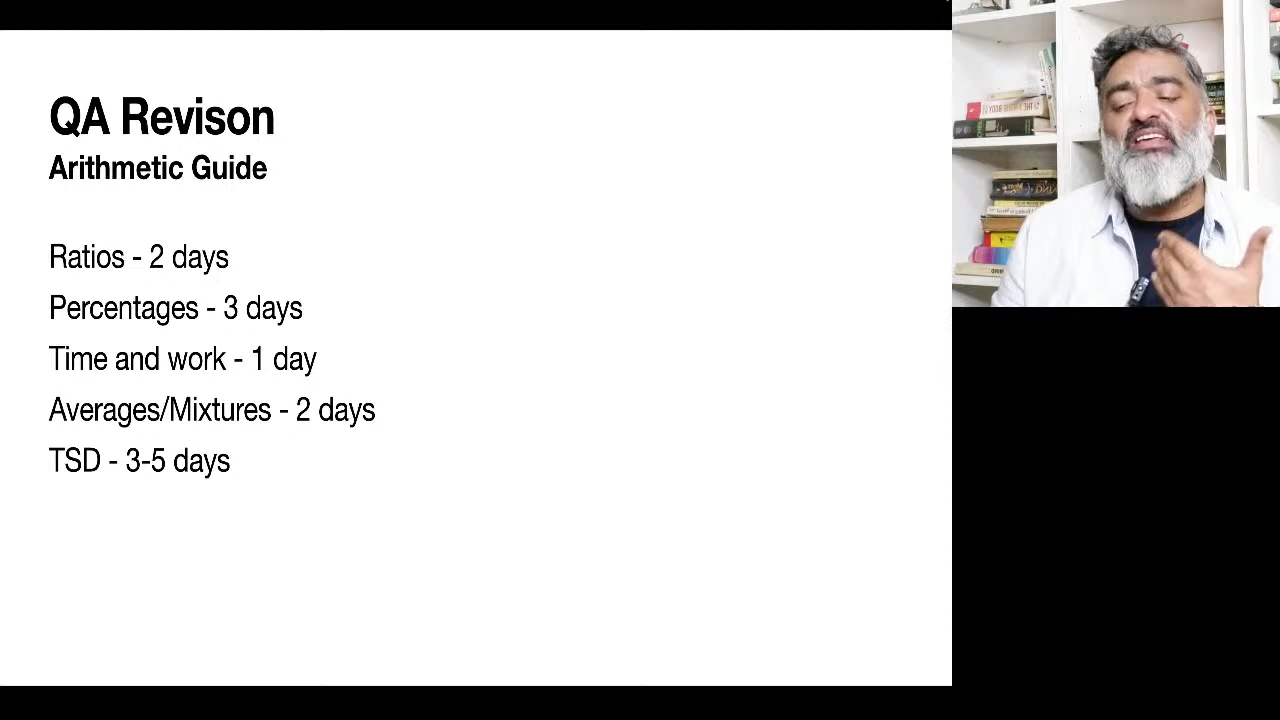 QA Revison
Arithmetic Guide
Ratios - 2 days
Percentages - 3 days
Time and work - 1 day
Averages/Mixtures - 2 days
TSD - 3-5 days